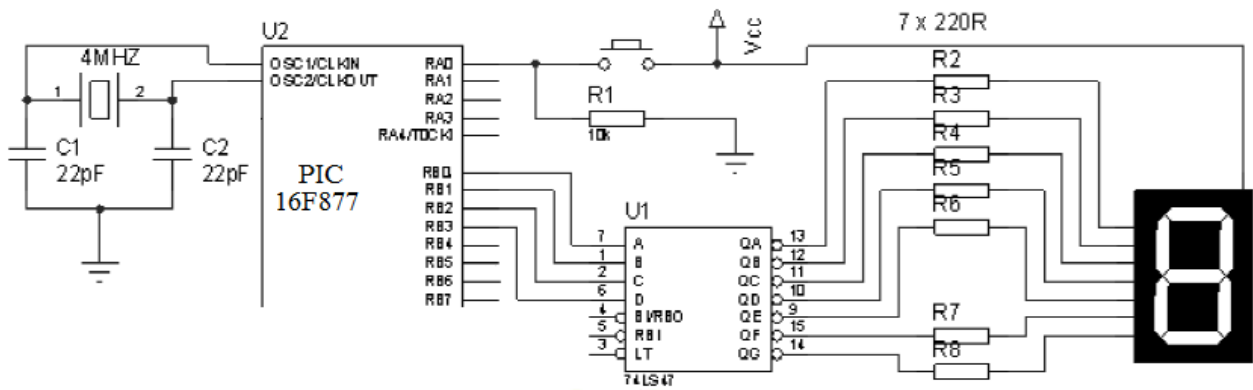 U2
4MHZ
1
2
C1
22pF
C2
22pF
OSC1/CLKIN
OSC2/CLKOUT
PIC
16F877
RA0
RA1
RA2
RA3
RA4/T0CKI
RB0
RB1
RB2
RB3
RB4
RB5
RB6
RB7
R1
10k
Vcc
7 x 220R
R2
R3
R4
R5
R6
R7
R8
U1
7
1
2
6
4
5
3
A
B
C
D
BI/RBO
RBI
LT
QA
QB
QC
QD
QE
QF
QG
13
12
11
10
9
15
14
74LS47